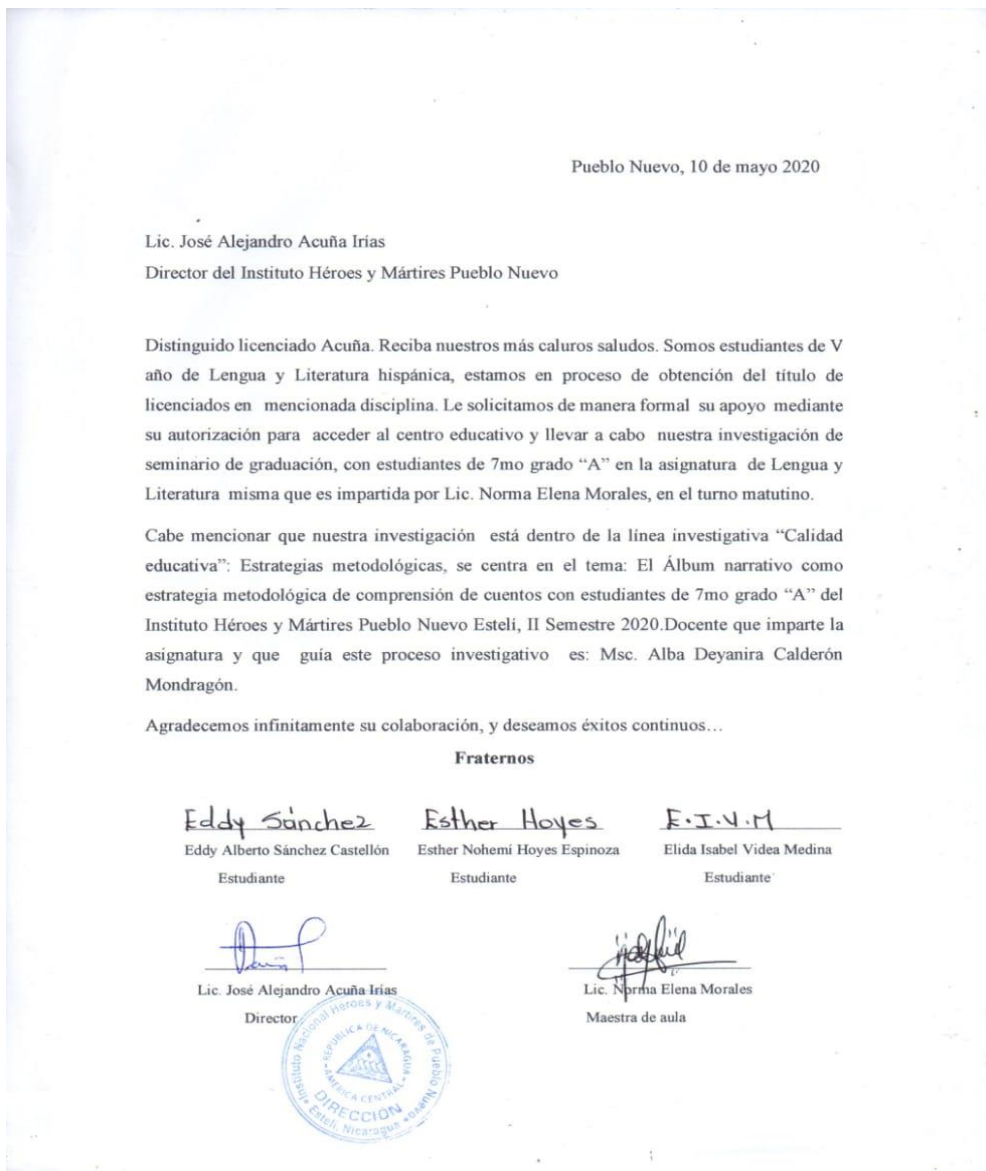 Pueblo Nuevo, 10 de mayo 2020
Lic. José Alejandro Acuña Irías
Director del Instituto Héroes y Mártires Pueblo Nuevo
Distinguido licenciado Acuña. Reciba nuestros más caluros saludos. Somos estudiantes de V
año de Lengua y Literatura hispánica, estamos en proceso de obtención del título de
licenciados en mencionada disciplina. Le solicitamos de manera formal su apoyo mediante
su autorización para acceder al centro educativo y llevar a cabo nuestra investigación de
seminario de graduación, con estudiantes de 7mo grado “A” en la asignatura de Lengua y
Literatura misma que es impartida por Lic. Norma Elena Morales, en el turno matutino.
Cabe mencionar que nuestra investigación está dentro de la línea investigativa “Calidad
educativa”: Estrategias metodológicas, se centra en el tema: El Álbum narrativo como
estrategia metodológica de comprensión de cuentos con estudiantes de 7mo grado “A” del
Instituto Héroes y Mártires Pueblo Nuevo Estelí, II Semestre 2020.Docente que imparte la
asignatura y que guía este proceso investigativo es: Msc. Alba Deyanira Calderón
Mondragón.
Agradecemos infinitamente su colaboración, y deseamos éxitos continuos…
Fraternos
Eddy Sánchez Esther Hoyes E.I.V.M
Eddy Alberto Sánchez Castellón Esther Nohemí Hoyes Espinoza Elida Isabel Videa Medina
Estudiante Estudiante Estudiante
Lic. José Alejandro Acuña Irías Lic. Norma Elena Morales
Director Maestra de aula
Instituto Nacional Héroes y Mártires de Pueblo Nuevo
REPUBLICA DE NICARAGUA
AMERICA CENTRAL
DIRECCIÓN
Estelí, Nicaragua